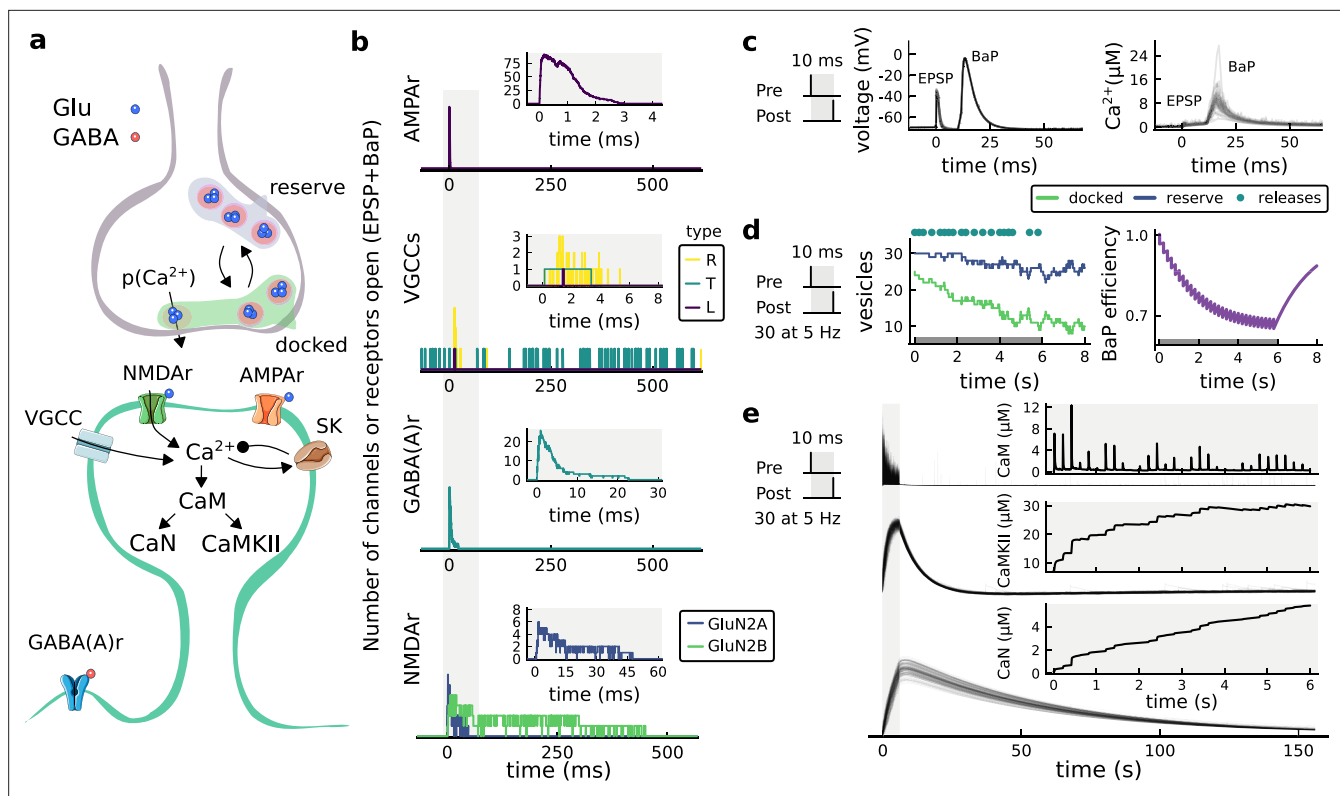 a
Glu
GABA
reserve
p(Ca²⁺)
docked
NMDAr
AMPAr
VGCC
SK
Ca²⁺
CaM
CaN
CaMKII
GABA(A)r
b
Number of channels or receptors open (EPSP+BaP)
AMPAr
75
50
25
0
0 1 2 3 4
time (ms)
0 250 500
VGCCs
3
2
1
0
0 2 4 6 8
time (ms)
type
R
T
L
0 250 500
GABA(A)r
20
10
0
0 10 20 30
time (ms)
0 250 500
NMDAr
8
6
4
2
0
0 15 30 45 60
time (ms)
GluN2A
GluN2B
0 250 500
time (ms)
c
10 ms
Pre
Post
voltage (mV)
0
-20
-40
-60
EPSP
BaP
0 25 50
time (ms)
Ca²⁺(μM)
24
16
8
0
EPSP
BaP
0 25 50
time (ms)
docked reserve releases
d
10 ms
Pre
Post
30 at 5 Hz
vesicles
30
20
10
0 2 4 6 8
time (s)
BaP efficiency
1.0
0.7
0 2 4 6 8
time (s)
e
10 ms
Pre
Post
30 at 5 Hz
CaM (μM)
12
8
4
0
CaMKII (μM)
30
20
10
CaN (μM)
4
2
0
0 1 2 3 4 5 6
time (s)
0 50 100 150
time (s)